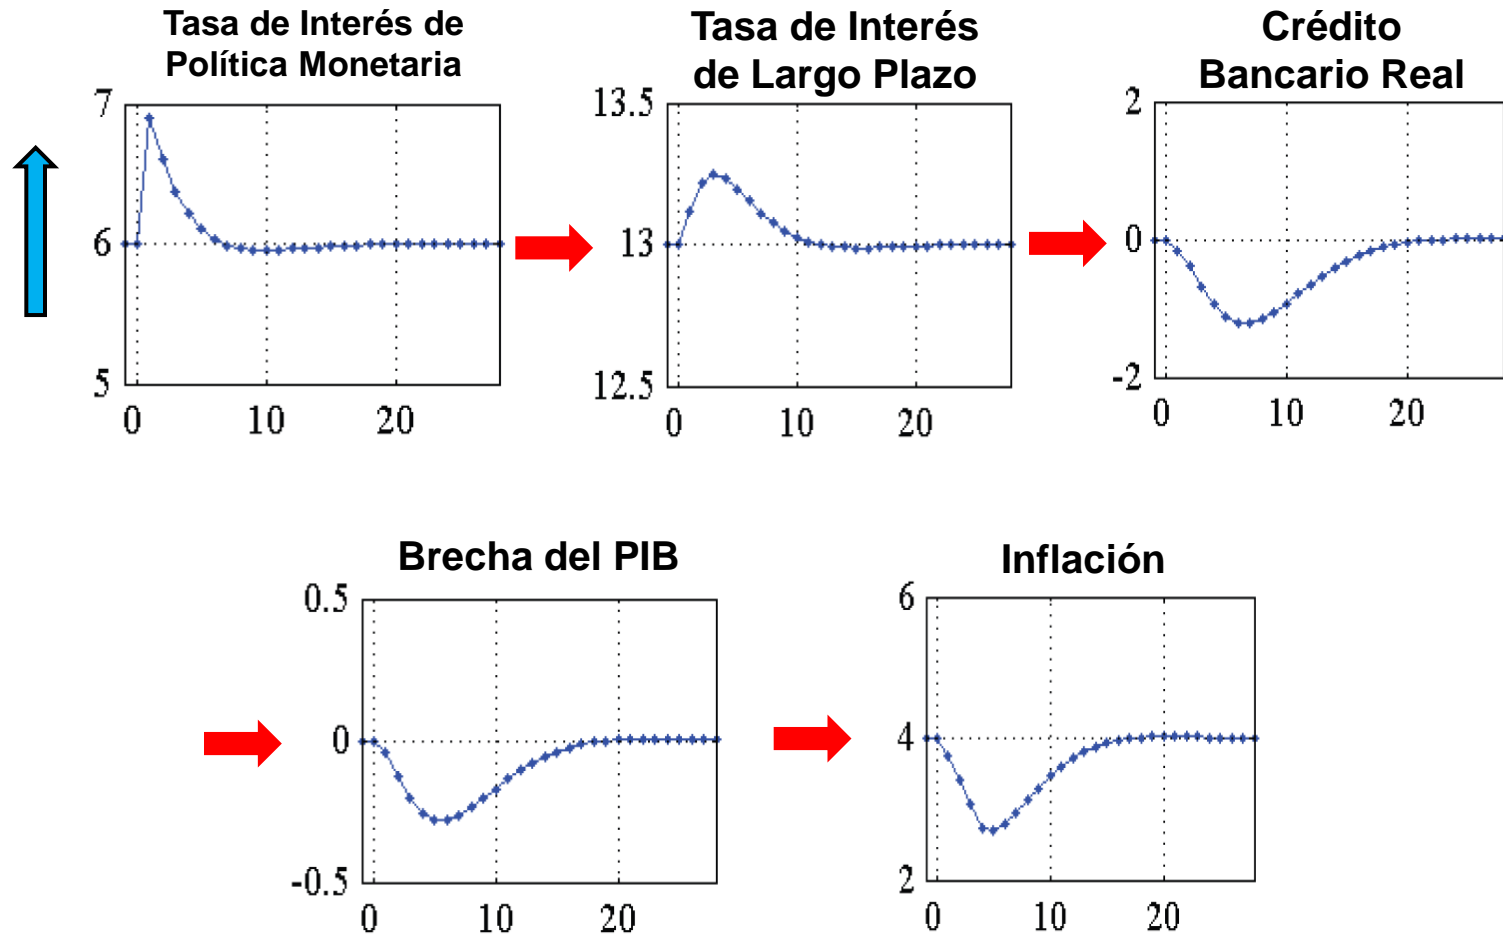 Tasa de Interés de
Política Monetaria
7
6
5
0 10 20
Tasa de Interés
de Largo Plazo
13.5
13
12.5
0 10 20
Crédito
Bancario Real
2
0
-2
0 10 20
Brecha del PIB
0.5
0
-0.5
0 10 20
Inflación
6
4
2
0 10 20